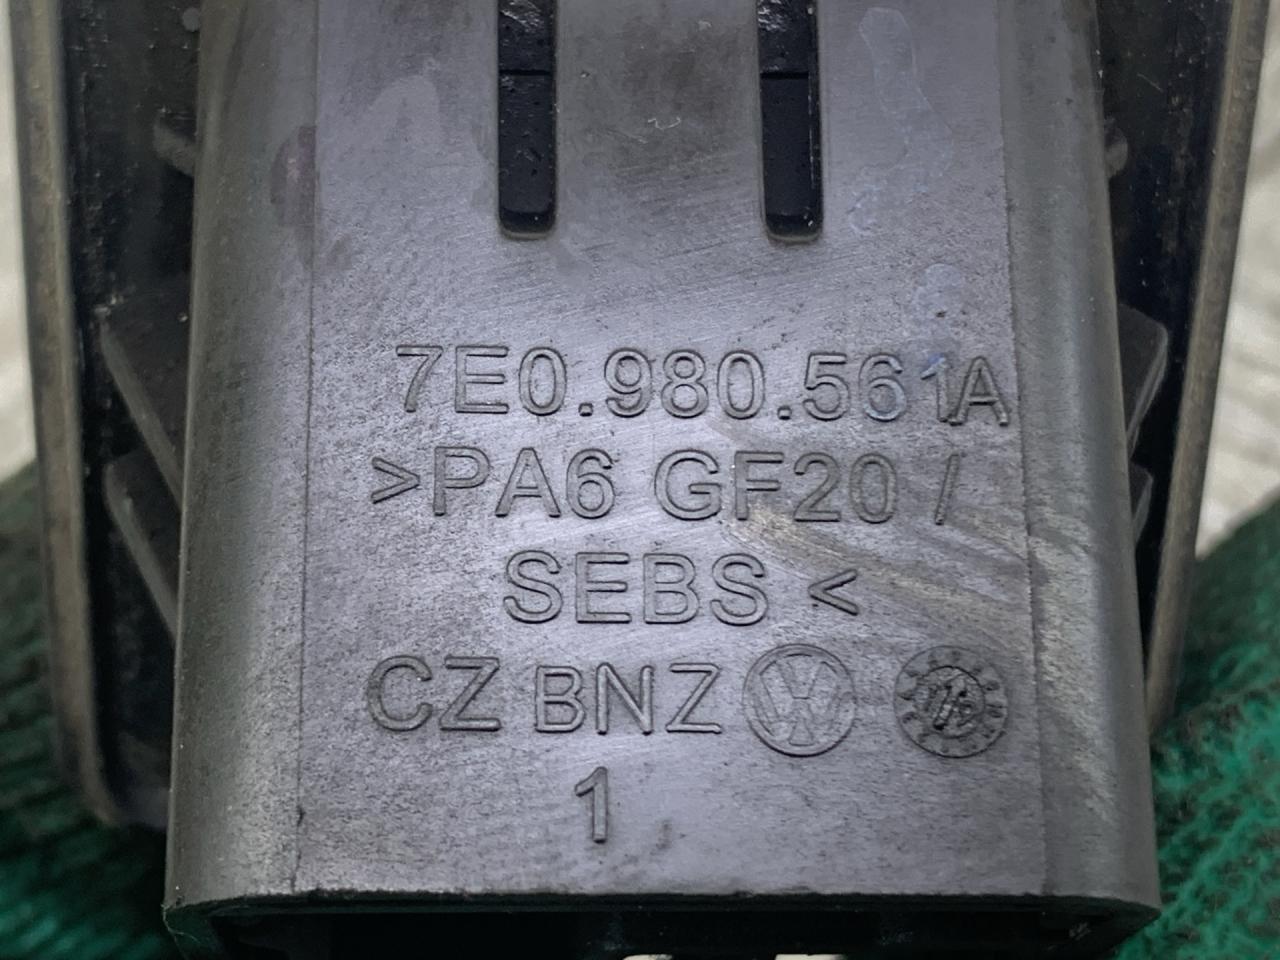 7E0.980.561A
>PA6 GF20 /
SEBS <
CZ BNZ
1